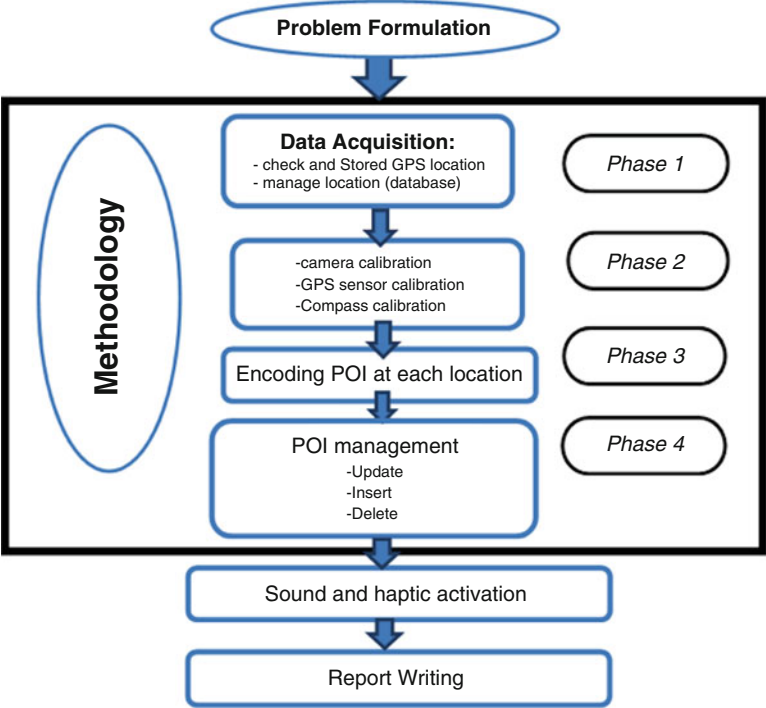 Problem Formulation
Methodology
Data Acquisition:
- check and Stored GPS location
- manage location (database)
Phase 1
-camera calibration
-GPS sensor calibration
-Compass calibration
Phase 2
Encoding POI at each location
Phase 3
POI management
-Update
-Insert
-Delete
Phase 4
Sound and haptic activation
Report Writing